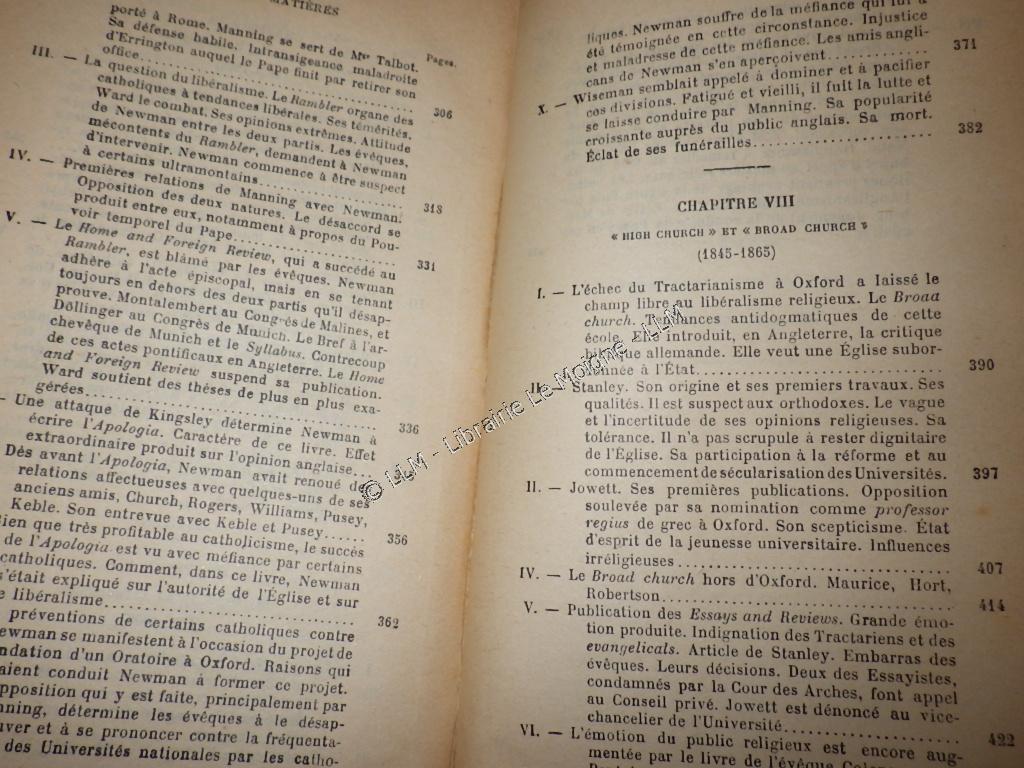 MATIÈRES
Pages.
porté à Rome. Manning se sert de Mgr Talbot.
Sa défense habile. Intransigeance maladroite
d'Errington auquel le Pape finit par retirer son
office
306
III. — La question du libéralisme. Le Rambler organe des
catholiques à tendances libérales. Ses témérités.
Ward le combat. Ses opinions extrêmes. Attitude
de Newman entre les deux partis. Les évêques,
mécontents du Rambler, demandent à Newman
d'intervenir. Newman commence à être suspect
à certains ultramontains
318
IV. — Premières relations de Manning avec Newman.
Opposition des deux natures. Le désaccord se
produit entre eux, notamment à propos du Pou-
voir temporel du Pape
331
V. — Le Home and Foreign Review, qui a succédé au
Rambler, est blâmé par les évêques. Newman
adhère à l'acte épiscopal, mais en se tenant
toujours en dehors des deux partis qu'il désap-
prouve. Montalembert au Congrès de Malines, et
Döllinger au Congrès de Munich. Le Bref à l'ar-
chevêque de Munich et le Syllabus. Contrecoup
de ces actes pontificaux en Angleterre. Le Home
and Foreign Review suspend sa publication.
Ward soutient des thèses de plus en plus exa-
gérées
336
— Une attaque de Kingsley détermine Newman à
écrire l'Apologia. Caractère de ce livre. Effet
extraordinaire produit sur l'opinion anglaise
Dès avant l'Apologia, Newman avait renoué des
relations affectueuses avec quelques-uns de ses
anciens amis, Church, Rogers, Williams, Pusey,
Keble. Son entrevue avec Keble et Pusey
356
Bien que très profitable au catholicisme, le succès
de l'Apologia est vu avec méfiance par certains
catholiques. Comment, dans ce livre, Newman
s'était expliqué sur l'autorité de l'Église et sur
le libéralisme
362
préventions de certains catholiques contre
Newman se manifestent à l'occasion du projet de
fondation d'un Oratoire à Oxford. Raisons qui
avaient conduit Newman à former ce projet.
opposition qui y est faite, principalement par
Manning, détermine les évêques à le désap-
prouver et à se prononcer contre la fréquenta-
des Universités nationales par les catho-
liques. Newman souffre de la méfiance qui lui a
été témoignée en cette circonstance. Injustice
et maladresse de cette méfiance. Les amis angli-
cans de Newman s'en aperçoivent
371
X. — Wiseman semblait appelé à dominer et à pacifier
ces divisions. Fatigué et vieilli, il fuit la lutte et
se laisse conduire par Manning. Sa popularité
croissante auprès du public anglais. Sa mort.
Éclat de ses funérailles
382
CHAPITRE VIII
« HIGH CHURCH » ET « BROAD CHURCH »
(1845-1865)
I. — L'échec du Tractarianisme à Oxford a laissé le
champ libre au libéralisme religieux. Le Broad
church. Tendances antidogmatiques de cette
école. Elle introduit, en Angleterre, la critique
biblique allemande. Elle veut une Église subor-
donnée à l'État
390
II. — Stanley. Son origine et ses premiers travaux. Ses
qualités. Il est suspect aux orthodoxes. Le vague
et l'incertitude de ses opinions religieuses. Sa
tolérance. Il n'a pas scrupule à rester dignitaire
de l'Église. Sa participation à la réforme et au
commencement de sécularisation des Universités.
397
II. — Jowett. Ses premières publications. Opposition
soulevée par sa nomination comme professor
regius de grec à Oxford. Son scepticisme. État
d'esprit de la jeunesse universitaire. Influences
irréligieuses
407
IV. — Le Broad church hors d'Oxford. Maurice, Hort,
Robertson
414
V. — Publication des Essays and Reviews. Grande émo-
tion produite. Indignation des Tractariens et des
evangelicals. Article de Stanley. Embarras des
évêques. Leurs décisions. Deux des Essayistes,
condamnés par la Cour des Arches, font appel
au Conseil privé. Jowett est dénoncé au vice-
chancelier de l'Université
422
VI. — L'émotion du public religieux est encore aug-
mentée par le livre de l'évêque
© LLM - Librairie Le Moigne, LLM